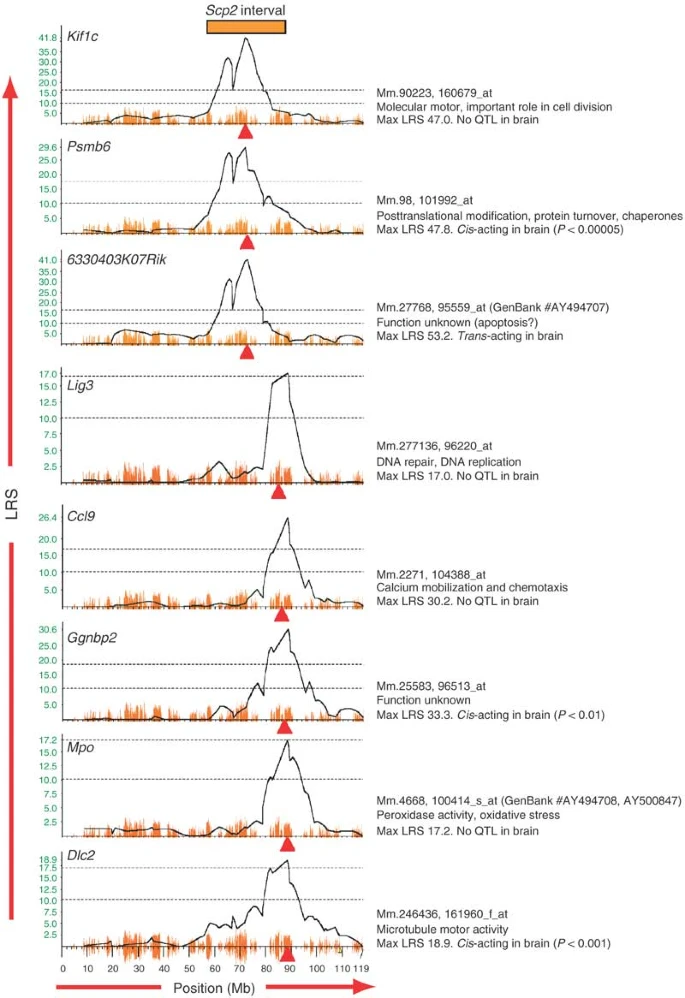 Scp2 interval
Kif1c
41.8
35.0
30.0
25.0
20.0
15.0
10.0
5.0
Mm.90223, 160679_at
Molecular motor, important role in cell division
Max LRS 47.0. No QTL in brain
Psmb6
29.6
25.0
20.0
15.0
10.0
5.0
Mm.98, 101992_at
Posttranslational modification, protein turnover, chaperones
Max LRS 47.8. Cis-acting in brain (P < 0.00005)
6330403K07Rik
41.0
35.0
30.0
25.0
20.0
15.0
10.0
5.0
Mm.27768, 95559_at (GenBank #AY494707)
Function unknown (apoptosis?)
Max LRS 53.2. Trans-acting in brain
Lig3
17.0
15.0
12.5
10.0
7.5
5.0
2.5
Mm.277136, 96220_at
DNA repair, DNA replication
Max LRS 17.0. No QTL in brain
LRS
Ccl9
26.4
20.0
15.0
10.0
5.0
Mm.2271, 104388_at
Calcium mobilization and chemotaxis
Max LRS 30.2. No QTL in brain
Ggnbp2
30.6
25.0
20.0
15.0
10.0
5.0
Mm.25583, 96513_at
Function unknown
Max LRS 33.3. Cis-acting in brain (P < 0.01)
Mpo
17.2
15.0
12.5
10.0
7.5
5.0
2.5
Mm.4668, 100414_s_at (GenBank #AY494708, AY500847)
Peroxidase activity, oxidative stress
Max LRS 17.2. No QTL in brain
Dlc2
18.9
17.5
15.0
12.5
10.0
7.5
5.0
2.5
Mm.246436, 161960_f_at
Microtubule motor activity
Max LRS 18.9. Cis-acting in brain (P < 0.001)
0 10 20 30 40 50 60 70 80 90 100 110 119
Position (Mb)